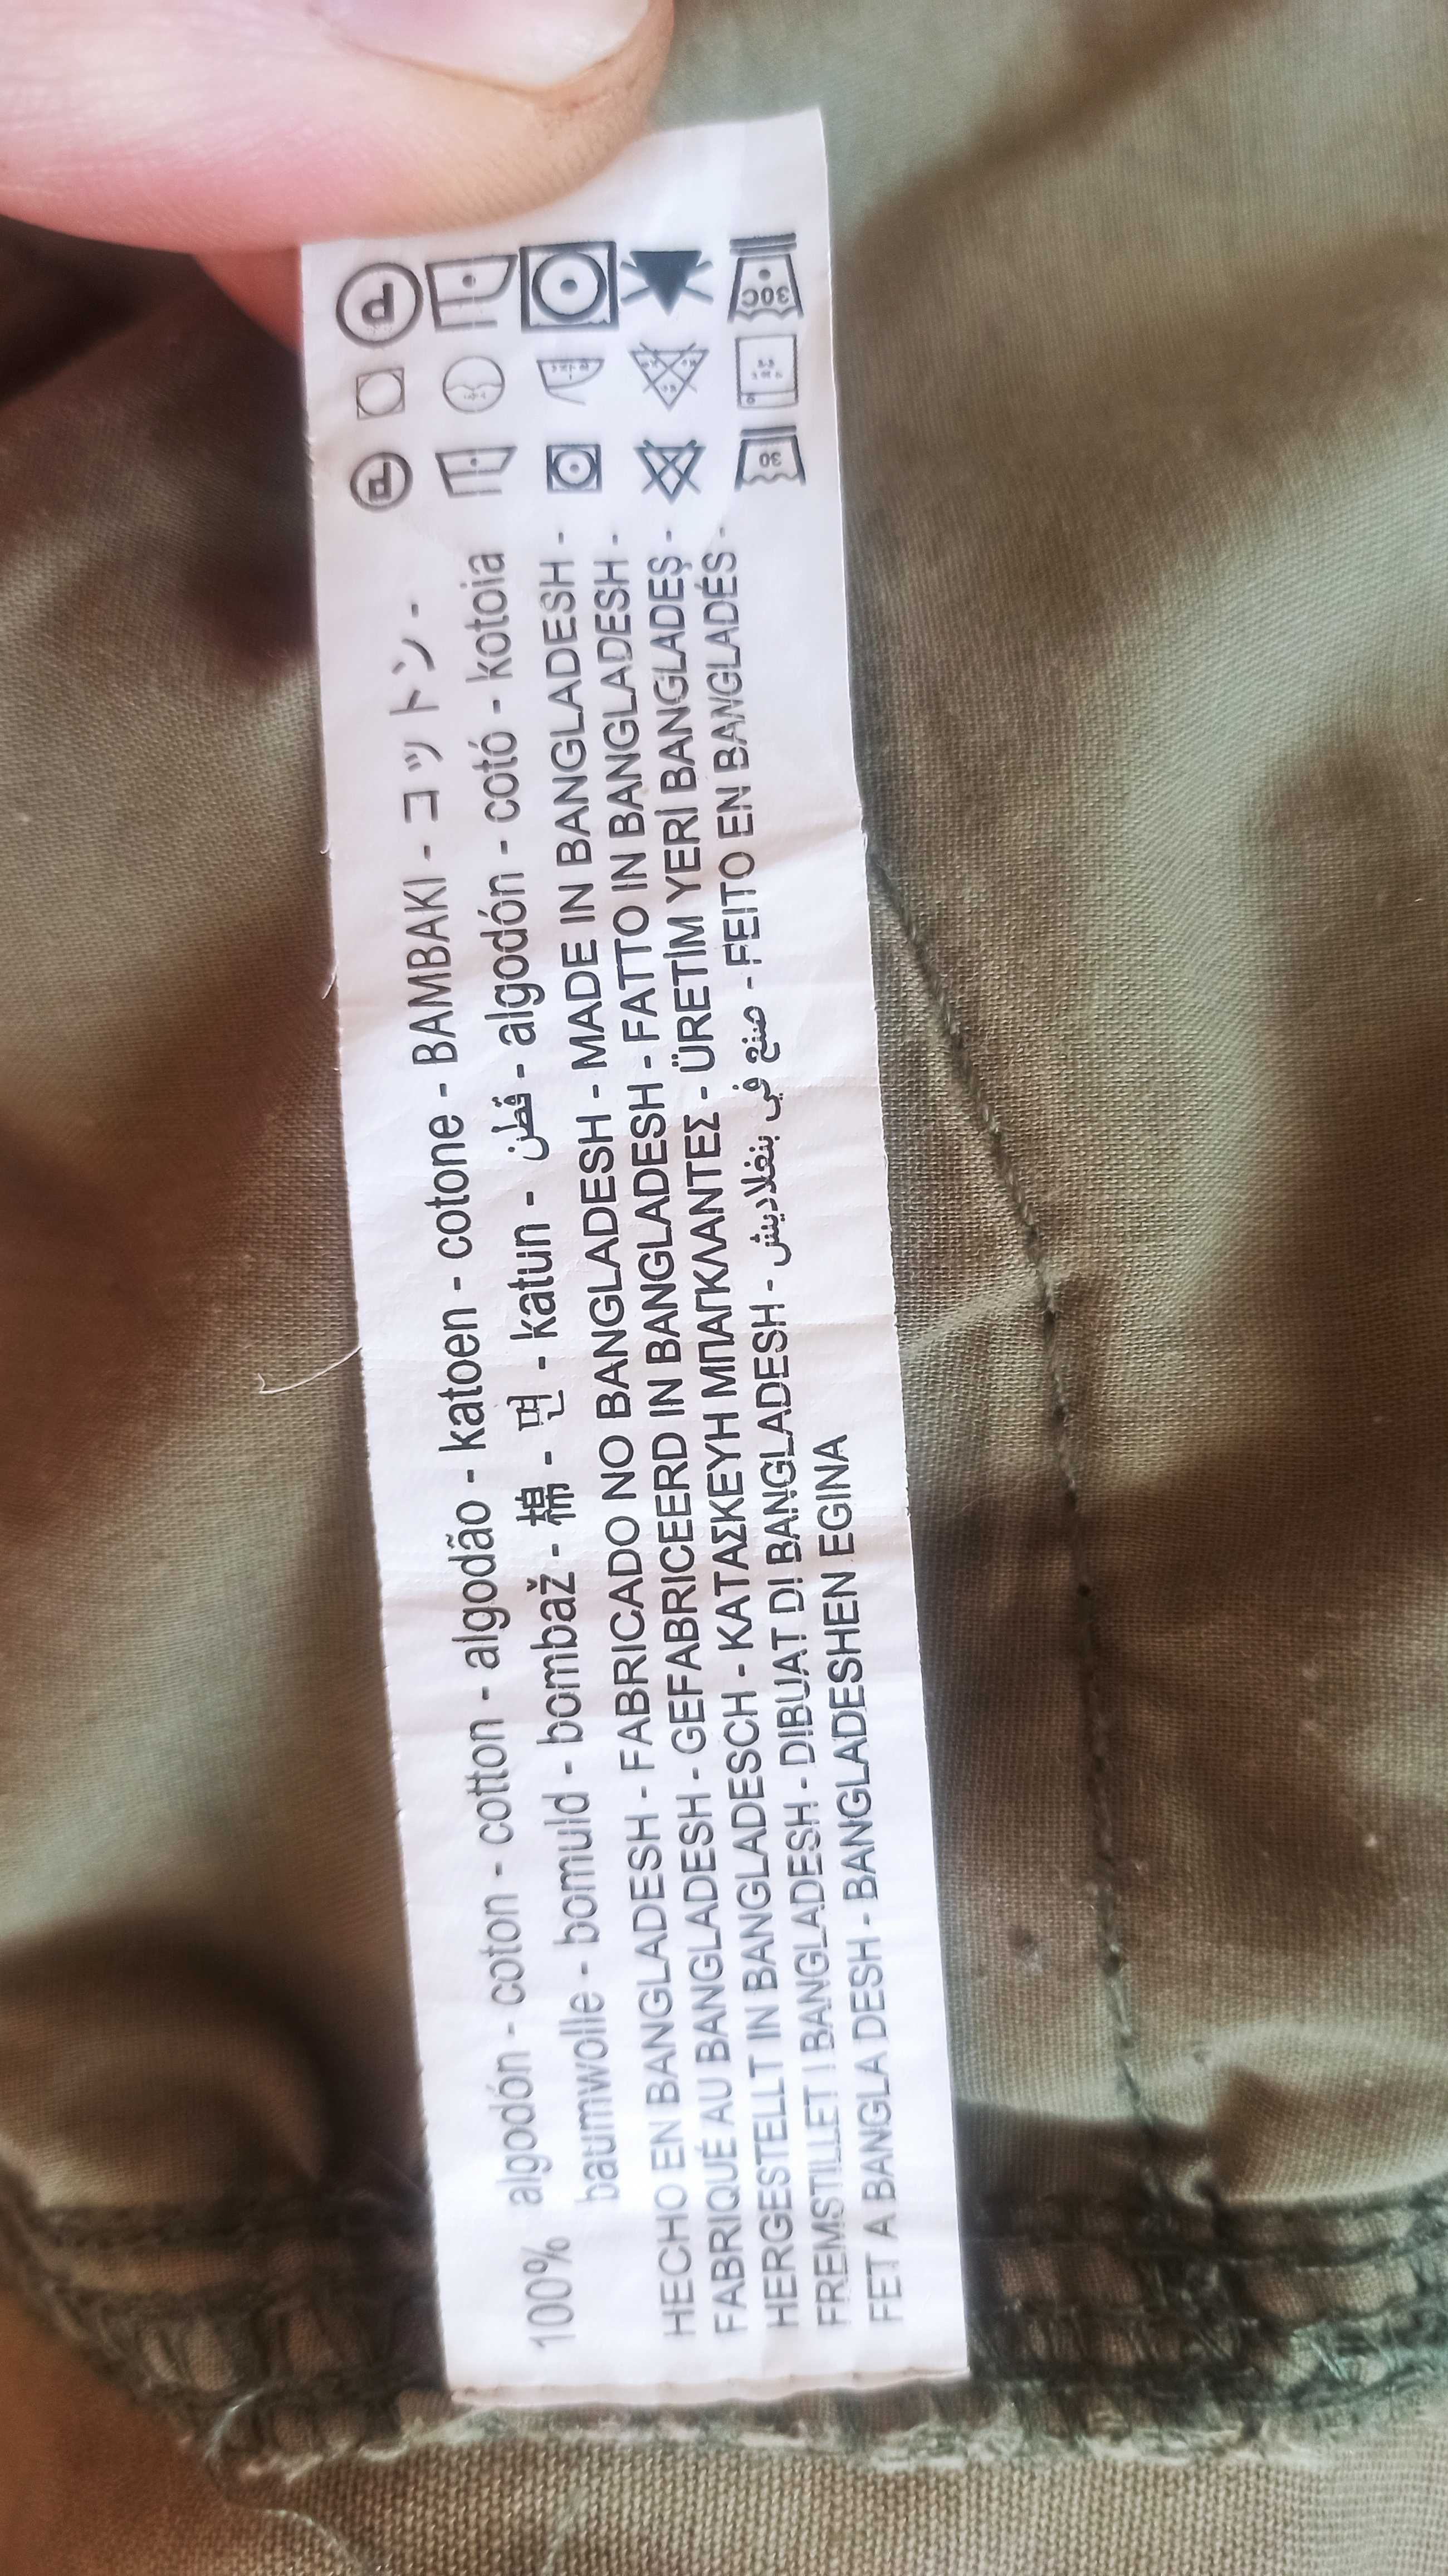 100% algodón - coton - cotton - algodão - katoen - cotone - BAMBAKI - コットン -
baumwolle - bomuld - bombaž - 棉 - 면 - katun - قطن - algodón - cotó - kotoia
HECHO EN BANGLADESH - FABRICADO NO BANGLADESH - MADE IN BANGLADESH -
FABRIQUÉ AU BANGLADESH - GEFABRICEERD IN BANGLADESH - FATTO IN BANGLADESH -
HERGESTELLT IN BANGLADESCH - ΚΑΤΑΣΚΕΥΗ ΜΠΑΓΚΛΑΝΤΕΣ - ÜRETİM YERİ BANGLADEŞ -
FREMSTILLET I BANGLADESH - DIBUAT DI BANGLADESH - صنع في بنغلاديش - FEITO EN BANGLADÉS -
FET A BANGLA DESH - BANGLADESHEN EGINA
P P
30 30C